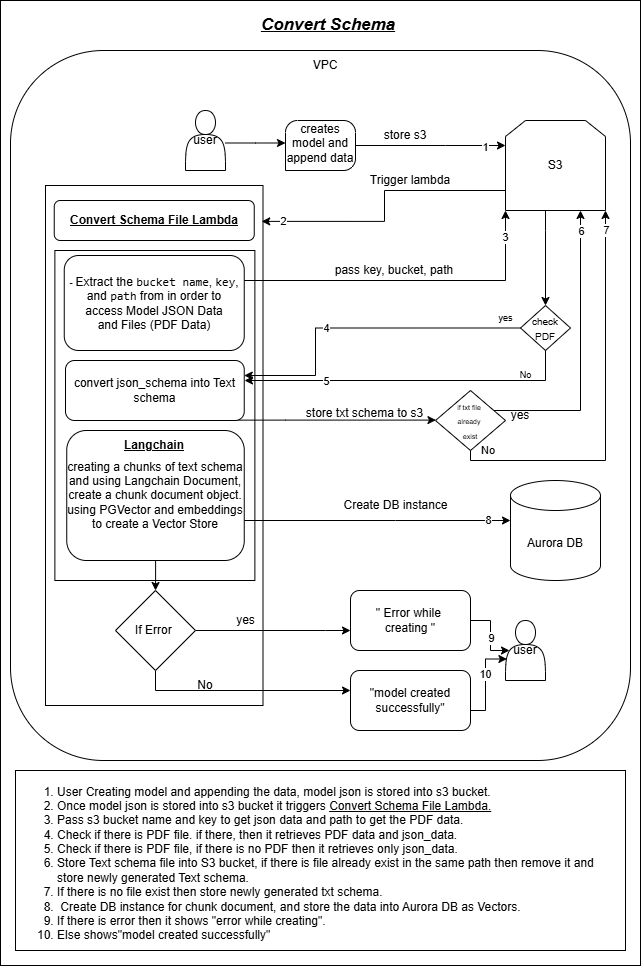 Convert Schema
VPC
user
creates
model and
append data
store s3
1
S3
Trigger lambda
2
Convert Schema File Lambda
3
6
7
- Extract the bucket name, key,
and path from in order to
access Model JSON Data
and Files (PDF Data)
pass key, bucket, path
yes
4
check
PDF
No
5
convert json_schema into Text
schema
store txt schema to s3
if txt file
already
exist
yes
No
Langchain
creating a chunks of text schema
and using Langchain Document,
create a chunk document object.
using PGVector and embeddings
to create a Vector Store
Create DB instance
8
Aurora DB
If Error
yes
" Error while
creating "
9
user
No
"model created
successfully"
10
1. User Creating model and appending the data, model json is stored into s3 bucket.
2. Once model json is stored into s3 bucket it triggers Convert Schema File Lambda.
3. Pass s3 bucket name and key to get json data and path to get the PDF data.
4. Check if there is PDF file. if there, then it retrieves PDF data and json_data.
5. Check if there is PDF file, if there is no PDF then it retrieves only json_data.
6. Store Text schema file into S3 bucket, if there is file already exist in the same path then remove it and
store newly generated Text schema.
7. If there is no file exist then store newly generated txt schema.
8. Create DB instance for chunk document, and store the data into Aurora DB as Vectors.
9. If there is error then it shows "error while creating".
10. Else shows"model created successfully"